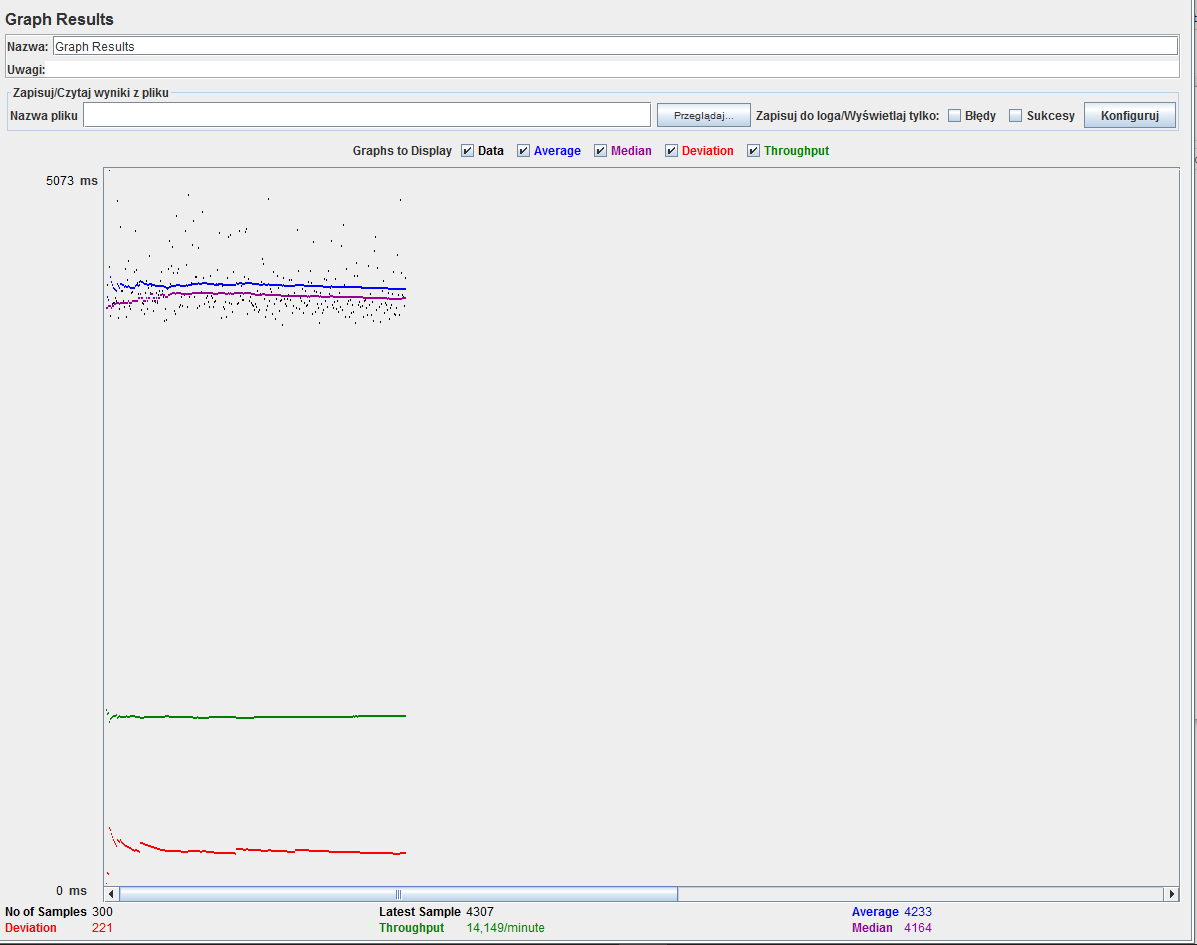 Graph Results
Nazwa: Graph Results
Uwagi:
Zapisuj/Czytaj wyniki z pliku
Nazwa pliku Przeglądaj... Zapisuj do loga/Wyświetlaj tylko: Błędy Sukcesy Konfiguruj
Graphs to Display Data Average Median Deviation Throughput
5073 ms
0 ms
No of Samples 300 Latest Sample 4307 Average 4233
Deviation 221 Throughput 14,149/minute Median 4164